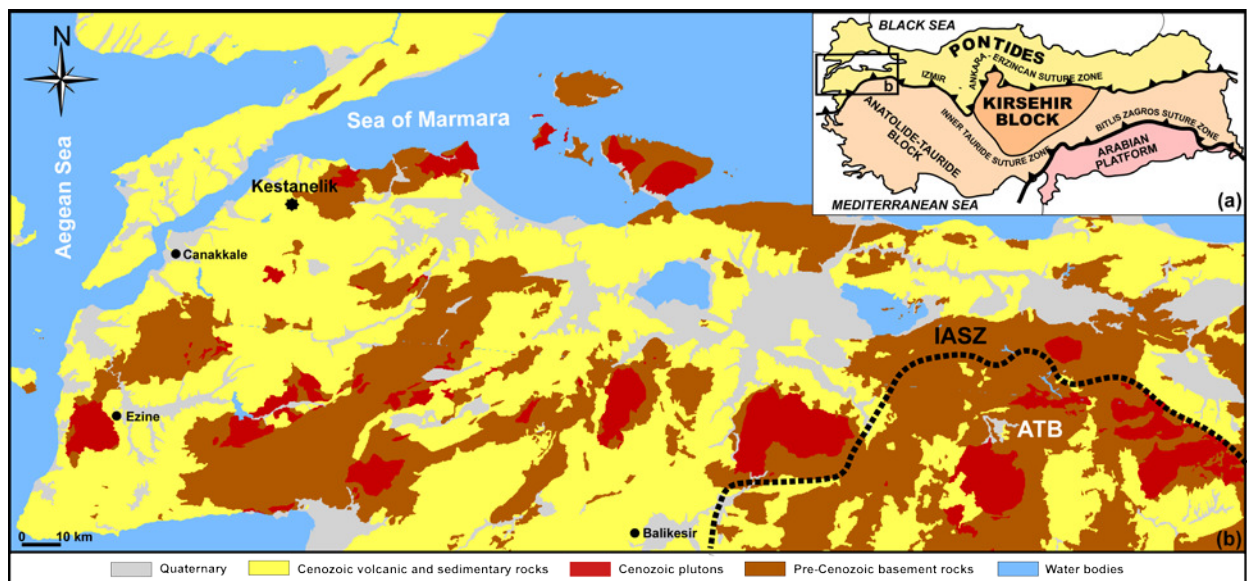 N
Aegean Sea
Sea of Marmara
Kestanelik
Canakkale
Ezine
Balikesir
IASZ
ATB
10 km
(b)
BLACK SEA
PONTIDES
IZMIR
ANKARA - ERZINCAN SUTURE ZONE
b
KIRSEHIR
BLOCK
ANATOLIDE-TAURIDE
BLOCK
INNER TAURIDE SUTURE ZONE
BITLIS ZAGROS SUTURE ZONE
ARABIAN
PLATFORM
MEDITERRANEAN SEA
(a)
0
Quaternary
Cenozoic volcanic and sedimentary rocks
Cenozoic plutons
Pre-Cenozoic basement rocks
Water bodies